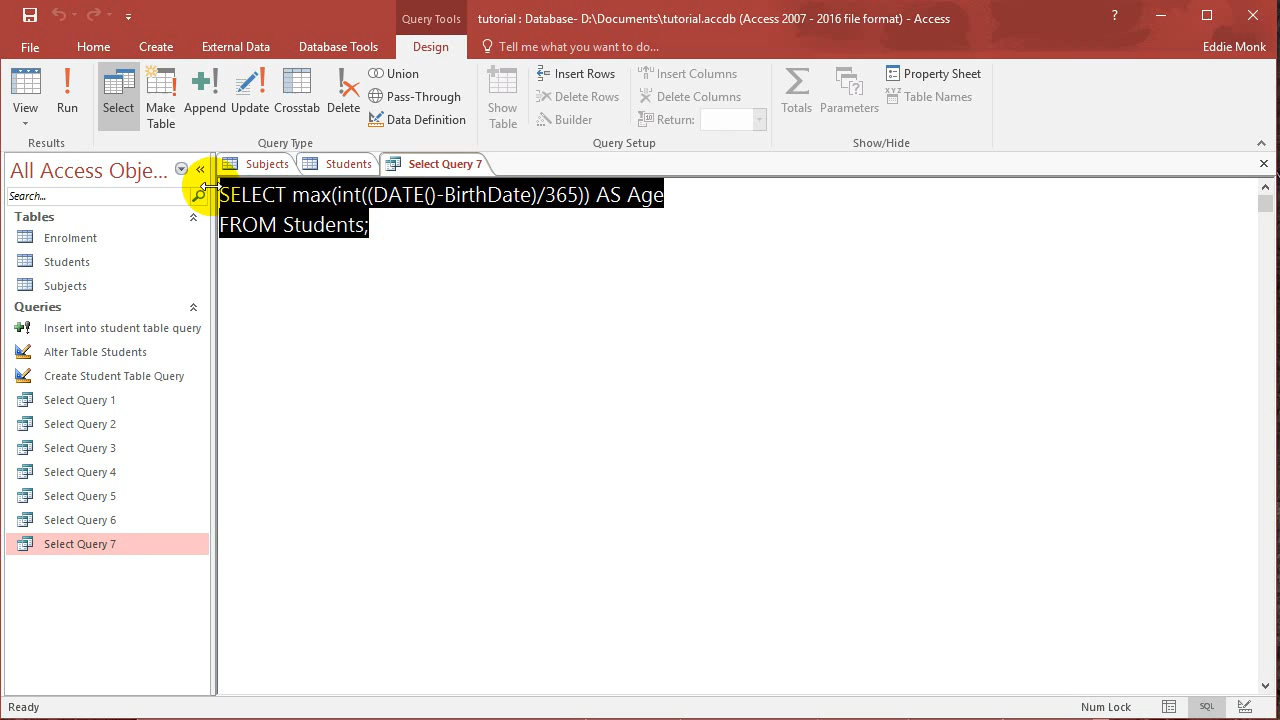 Query Tools
tutorial : Database- D:\Documents\tutorial.accdb (Access 2007 - 2016 file format) - Access
?
File
Home
Create
External Data
Database Tools
Design
Tell me what you want to do...
Eddie Monk
View
Run
Select
Make Table
Append
Update
Crosstab
Delete
Union
Pass-Through
Data Definition
Show Table
Insert Rows
Delete Rows
Builder
Insert Columns
Delete Columns
Return:
Totals
Parameters
Property Sheet
XYZ
Table Names
Results
Query Type
Query Setup
Show/Hide
All Access Obje...
Search...
Subjects
Students
Select Query 7
SELECT max(int((DATE()-BirthDate)/365)) AS Age
FROM Students;
Tables
Enrolment
Students
Subjects
Queries
Insert into student table query
Alter Table Students
Create Student Table Query
Select Query 1
Select Query 2
Select Query 3
Select Query 4
Select Query 5
Select Query 6
Select Query 7
Ready
Num Lock
SQL